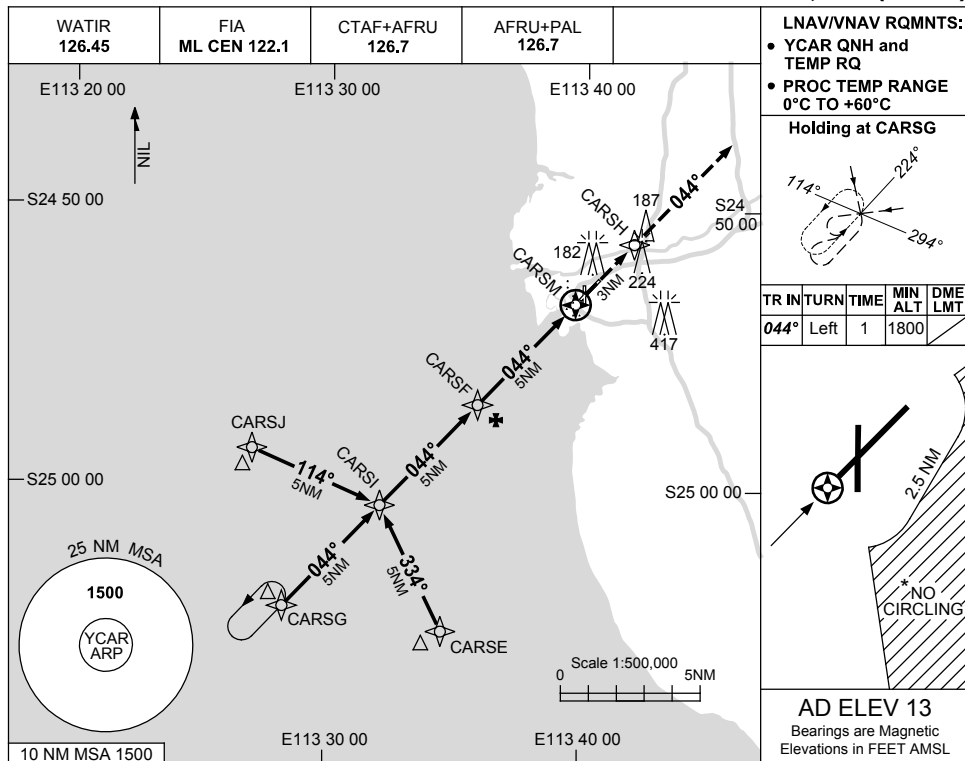 WATIR
126.45
FIA
ML CEN 122.1
CTAF+AFRU
126.7
AFRU+PAL
126.7
LNAV/VNAV RQMNTS:
• YCAR QNH and
TEMP RQ
• PROC TEMP RANGE
0°C TO +60°C
Holding at CARSG
114°
224°
294°
TR IN TURN TIME MIN ALT DME LMT
044° Left 1 1800
E113 20 00
E113 30 00
E113 40 00
NIL
S24 50 00
S24
50 00
044°
CARSH
187
182
224
3NM
CARSM
417
044°
5NM
CARSF
CARSJ
114°
5NM
CARSI
044°
5NM
S25 00 00
S25 00 00
044°
5NM
334°
5NM
CARSG
CARSE
25 NM MSA
1500
YCAR
ARP
10 NM MSA 1500
Scale 1:500,000
0 5NM
E113 30 00
E113 40 00
2.5 NM
*NO
CIRCLING
AD ELEV 13
Bearings are Magnetic
Elevations in FEET AMSL